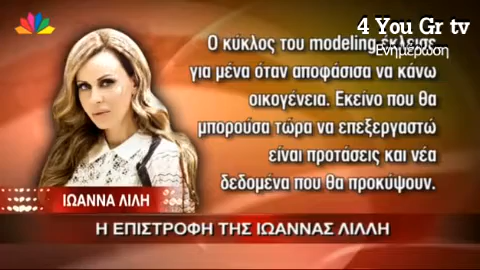 4 You Gr tv
Ενημέρωση
Ο κύκλος του modeling έκλεισε
για μένα όταν αποφάσισα να κάνω
οικογένεια. Εκείνο που θα
μπορούσα τώρα να επεξεργαστώ
είναι προτάσεις και νέα
δεδομένα που θα προκύψουν.
ΙΩΑΝΝΑ ΛΙΛΗ
Η ΕΠΙΣΤΡΟΦΗ ΤΗΣ ΙΩΑΝΝΑΣ ΛΙΛΛΗ